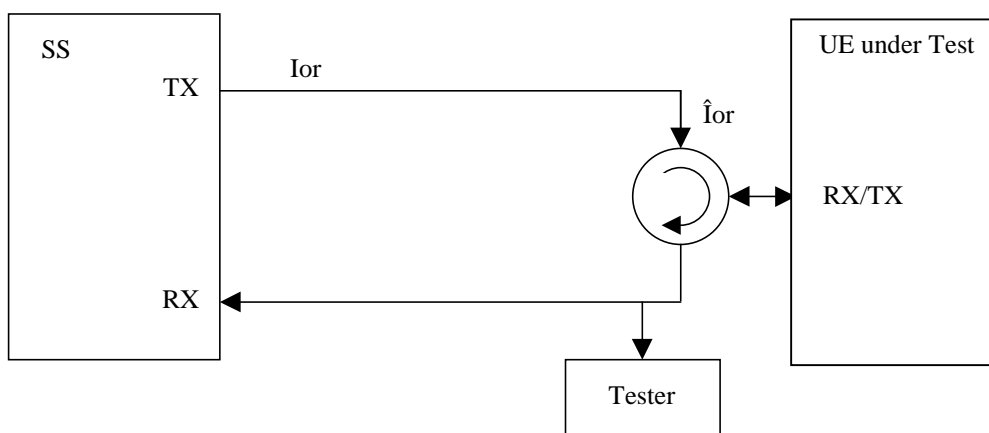 SS
UE under Test
TX
Ior
Îor
RX/TX
RX
Tester